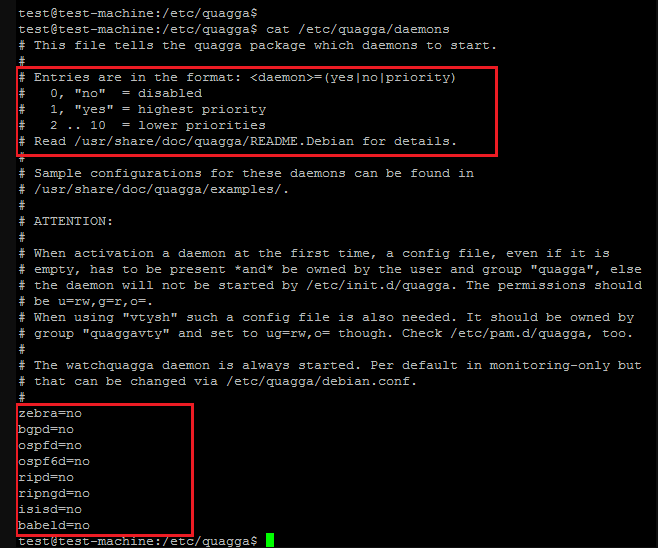 test@test-machine:/etc/quagga$
test@test-machine:/etc/quagga$ cat /etc/quagga/daemons
# This file tells the quagga package which daemons to start.
#
# Entries are in the format: <daemon>=(yes|no|priority)
#   0, "no"  = disabled
#   1, "yes" = highest priority
#   2 .. 10  = lower priorities
# Read /usr/share/doc/quagga/README.Debian for details.
#
# Sample configurations for these daemons can be found in
# /usr/share/doc/quagga/examples/.
#
# ATTENTION:
#
# When activation a daemon at the first time, a config file, even if it is
# empty, has to be present *and* be owned by the user and group "quagga", else
# the daemon will not be started by /etc/init.d/quagga. The permissions should
# be u=rw,g=r,o=.
# When using "vtysh" such a config file is also needed. It should be owned by
# group "quaggavty" and set to ug=rw,o= though. Check /etc/pam.d/quagga, too.
#
# The watchquagga daemon is always started. Per default in monitoring-only but
# that can be changed via /etc/quagga/debian.conf.
#
zebra=no
bgpd=no
ospfd=no
ospf6d=no
ripd=no
ripngd=no
isisd=no
babeld=no
test@test-machine:/etc/quagga$